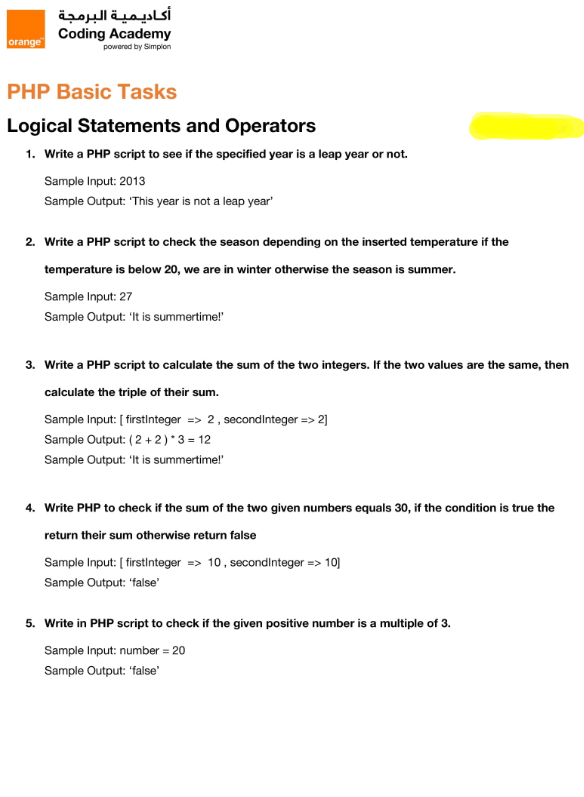 أكاديمية البرمجة
Coding Academy
powered by Simplon
orange™
PHP Basic Tasks
Logical Statements and Operators
1. Write a PHP script to see if the specified year is a leap year or not.
Sample Input: 2013
Sample Output: ‘This year is not a leap year’
2. Write a PHP script to check the season depending on the inserted temperature if the
temperature is below 20, we are in winter otherwise the season is summer.
Sample Input: 27
Sample Output: ‘It is summertime!’
3. Write a PHP script to calculate the sum of the two integers. If the two values are the same, then
calculate the triple of their sum.
Sample Input: [ firstInteger => 2 , secondInteger => 2]
Sample Output: ( 2 + 2 ) * 3 = 12
Sample Output: ‘It is summertime!’
4. Write PHP to check if the sum of the two given numbers equals 30, if the condition is true the
return their sum otherwise return false
Sample Input: [ firstInteger => 10 , secondInteger => 10]
Sample Output: ‘false’
5. Write in PHP script to check if the given positive number is a multiple of 3.
Sample Input: number = 20
Sample Output: ‘false’